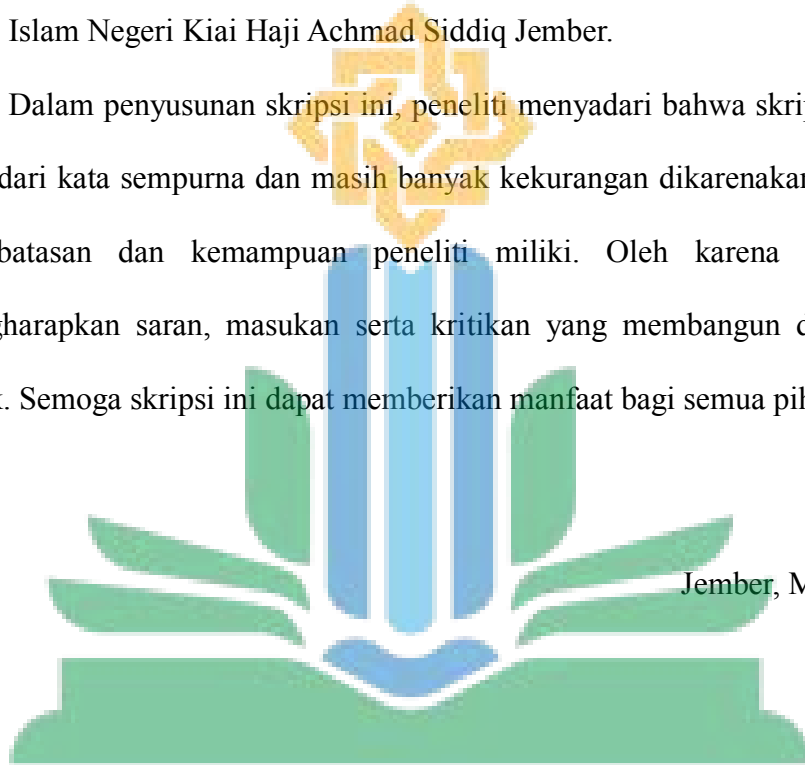 Islam Negeri Kiai Haji Achmad Siddiq Jember.
Dalam penyusunan skripsi ini, peneliti menyadari bahwa skrip
dari kata sempurna dan masih banyak kekurangan dikarenakan
batasan dan kemampuan peneliti miliki. Oleh karena
gharapkan saran, masukan serta kritikan yang membangun d
k. Semoga skripsi ini dapat memberikan manfaat bagi semua pih
Jember, M